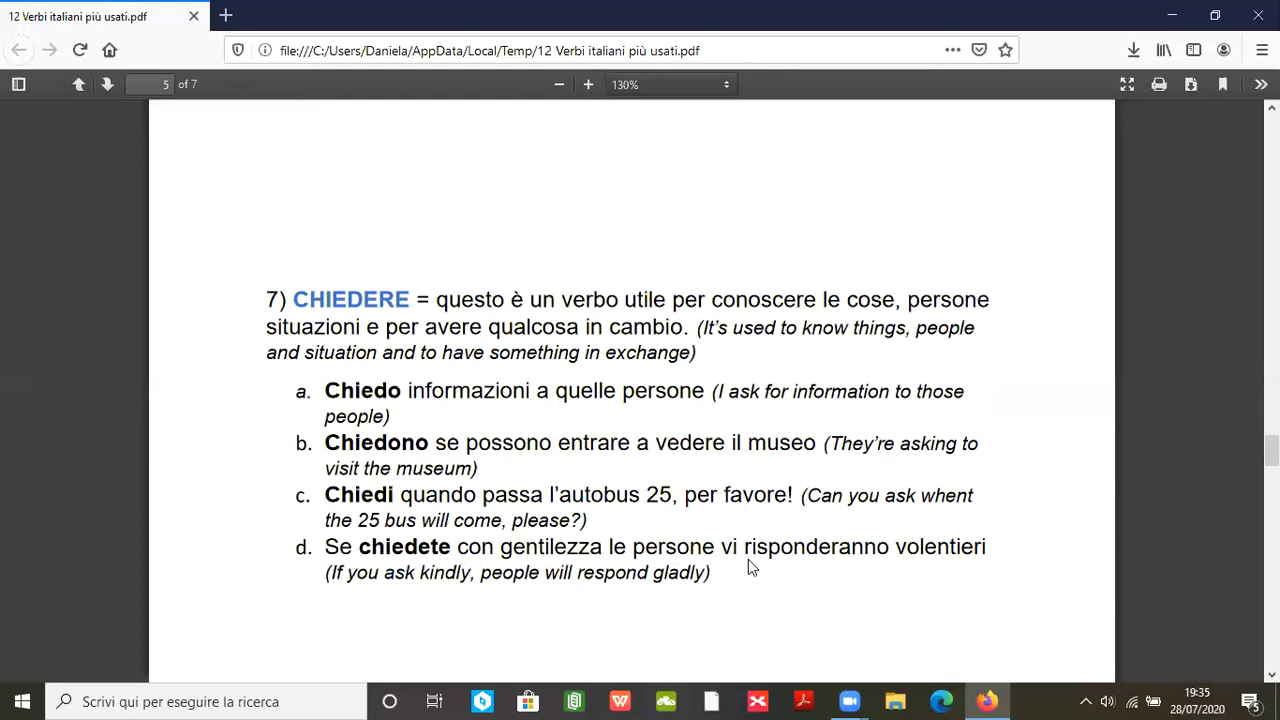 12 Verbi italiani più usati.pdf
file:///C:/Users/Daniela/AppData/Local/Temp/12 Verbi italiani più usati.pdf
5 of 7
130%
7) CHIEDERE = questo è un verbo utile per conoscere le cose, persone
situazioni e per avere qualcosa in cambio. (It's used to know things, people
and situation and to have something in exchange)
a. Chiedo informazioni a quelle persone (I ask for information to those
people)
b. Chiedono se possono entrare a vedere il museo (They're asking to
visit the museum)
c. Chiedi quando passa l'autobus 25, per favore! (Can you ask whent
the 25 bus will come, please?)
d. Se chiedete con gentilezza le persone vi risponderanno volentieri
(If you ask kindly, people will respond gladly)
Scrivi qui per eseguire la ricerca
19:35
28/07/2020
5